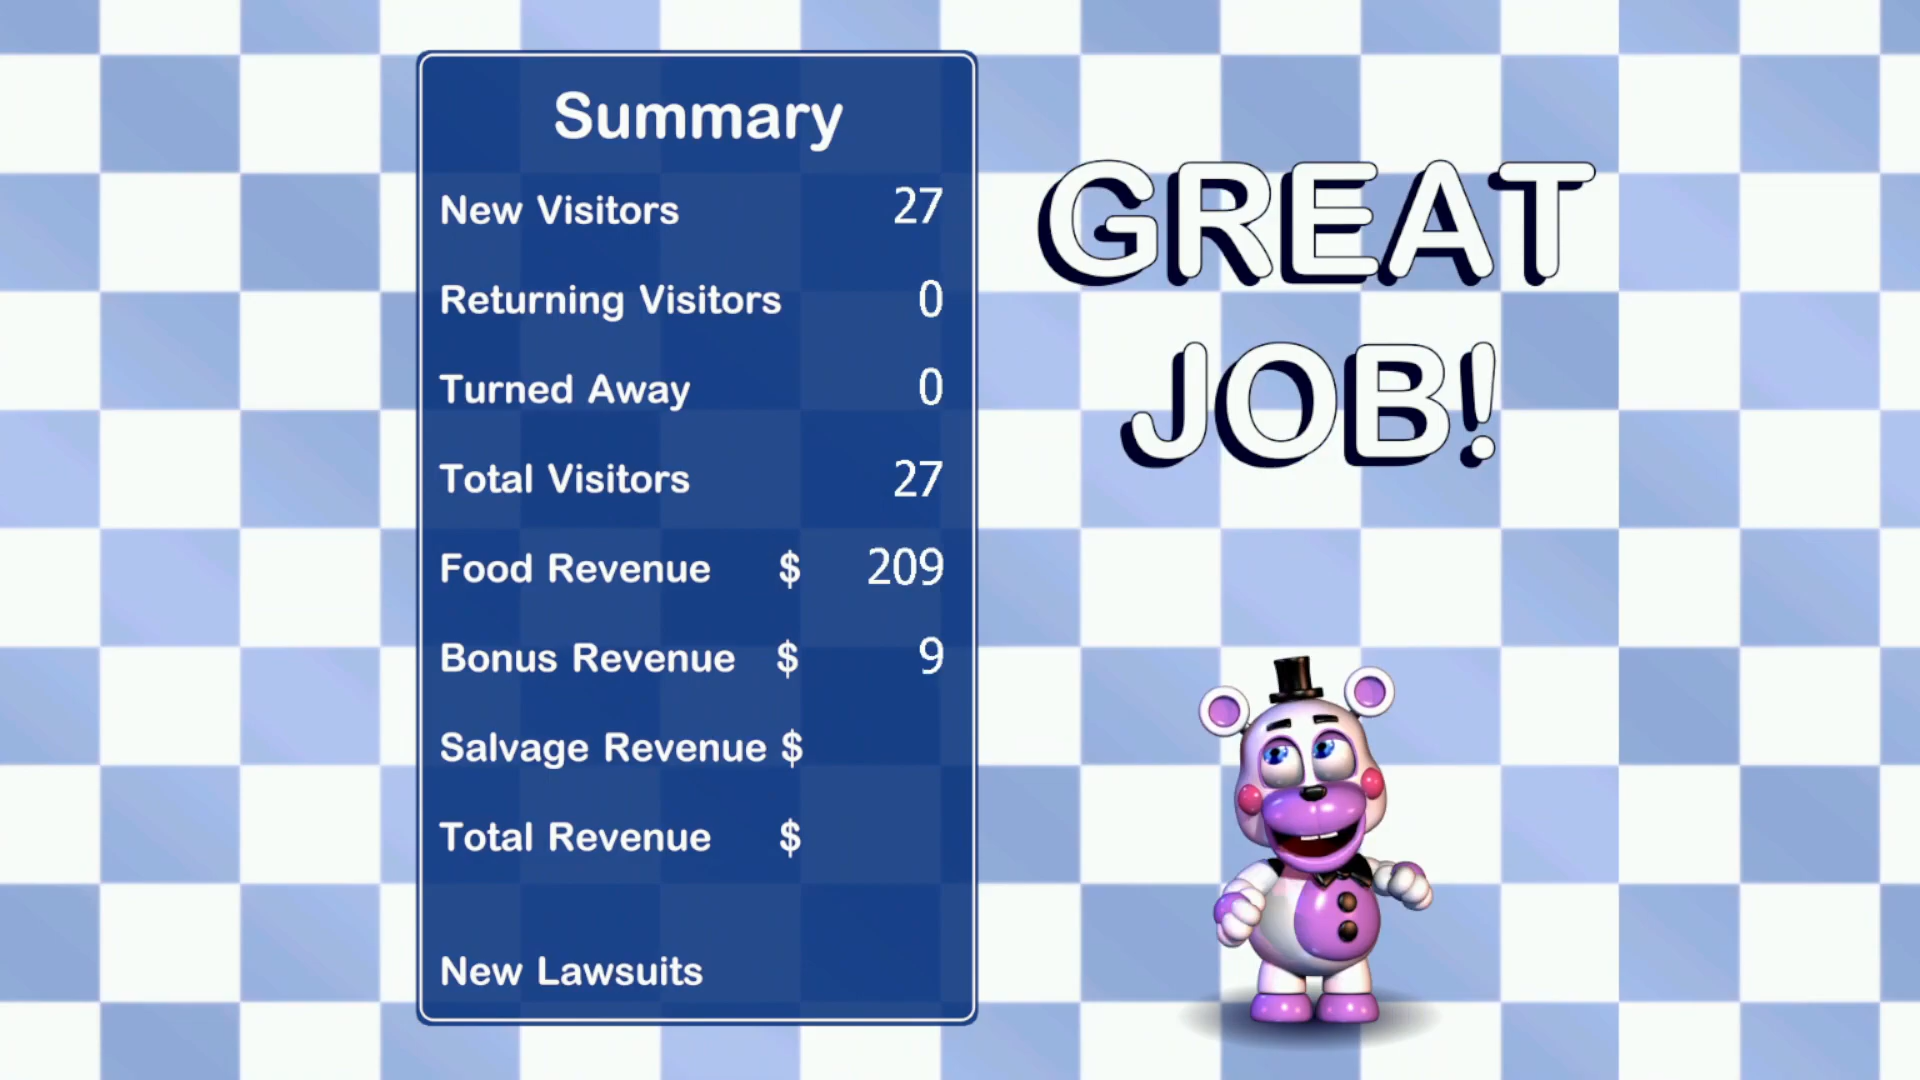 Summary
New Visitors 27
Returning Visitors 0
Turned Away 0
Total Visitors 27
Food Revenue $ 209
Bonus Revenue $ 9
Salvage Revenue $
Total Revenue $
New Lawsuits
GREAT
JOB!